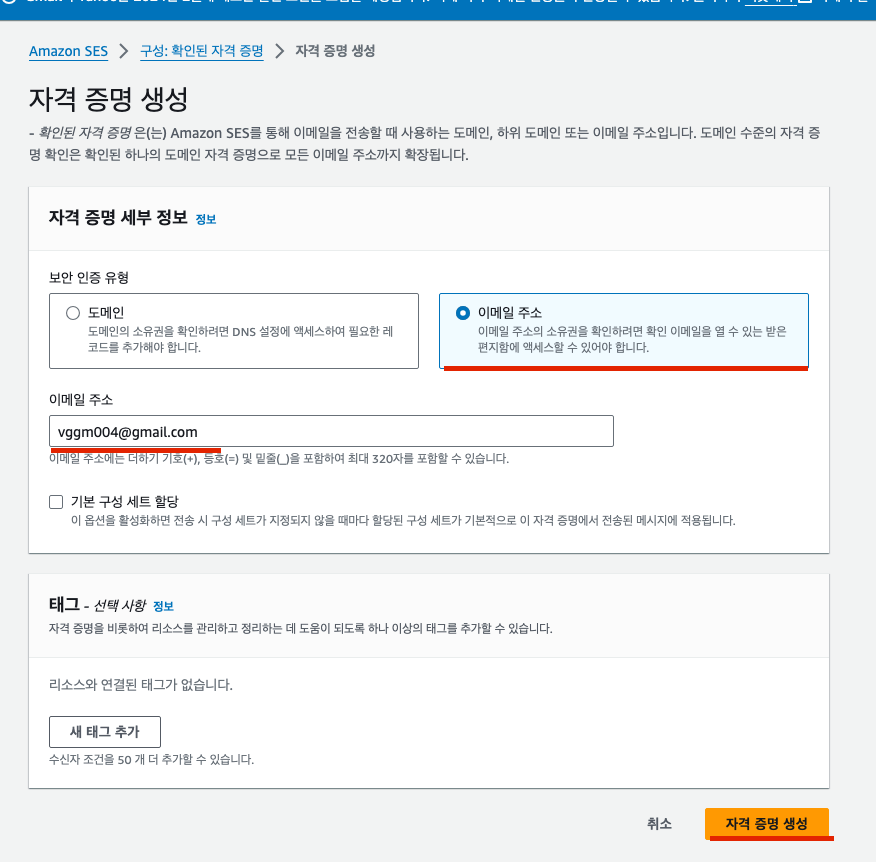 Amazon SES > 구성: 확인된 자격 증명 > 자격 증명 생성
자격 증명 생성
- 확인된 자격 증명 은(는) Amazon SES를 통해 이메일을 전송할 때 사용하는 도메인, 하위 도메인 또는 이메일 주소입니다. 도메인 수준의 자격 증
명 확인은 확인된 하나의 도메인 자격 증명으로 모든 이메일 주소까지 확장됩니다.
자격 증명 세부 정보 정보
보안 인증 유형
도메인
도메인의 소유권을 확인하려면 DNS 설정에 액세스하여 필요한 레
코드를 추가해야 합니다.
이메일 주소
이메일 주소의 소유권을 확인하려면 확인 이메일을 열 수 있는 받은
편지함에 액세스할 수 있어야 합니다.
이메일 주소
vggm004@gmail.com
이메일 주소에는 더하기 기호(+), 등호(=) 및 밑줄(_)을 포함하여 최대 320자를 포함할 수 있습니다.
기본 구성 세트 할당
이 옵션을 활성화하면 전송 시 구성 세트가 지정되지 않을 때마다 할당된 구성 세트가 기본적으로 이 자격 증명에서 전송된 메시지에 적용됩니다.
태그 - 선택 사항 정보
자격 증명을 비롯하여 리소스를 관리하고 정리하는 데 도움이 되도록 하나 이상의 태그를 추가할 수 있습니다.
리소스와 연결된 태그가 없습니다.
새 태그 추가
수신자 조건을 50 개 더 추가할 수 있습니다.
취소
자격 증명 생성